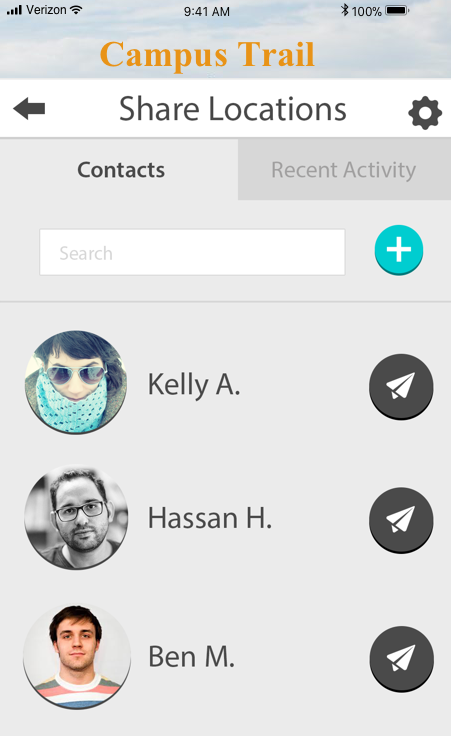 Verizon 9:41 AM 100%
Campus Trail
Share Locations
Contacts Recent Activity
Search
Kelly A.
Hassan H.
Ben M.